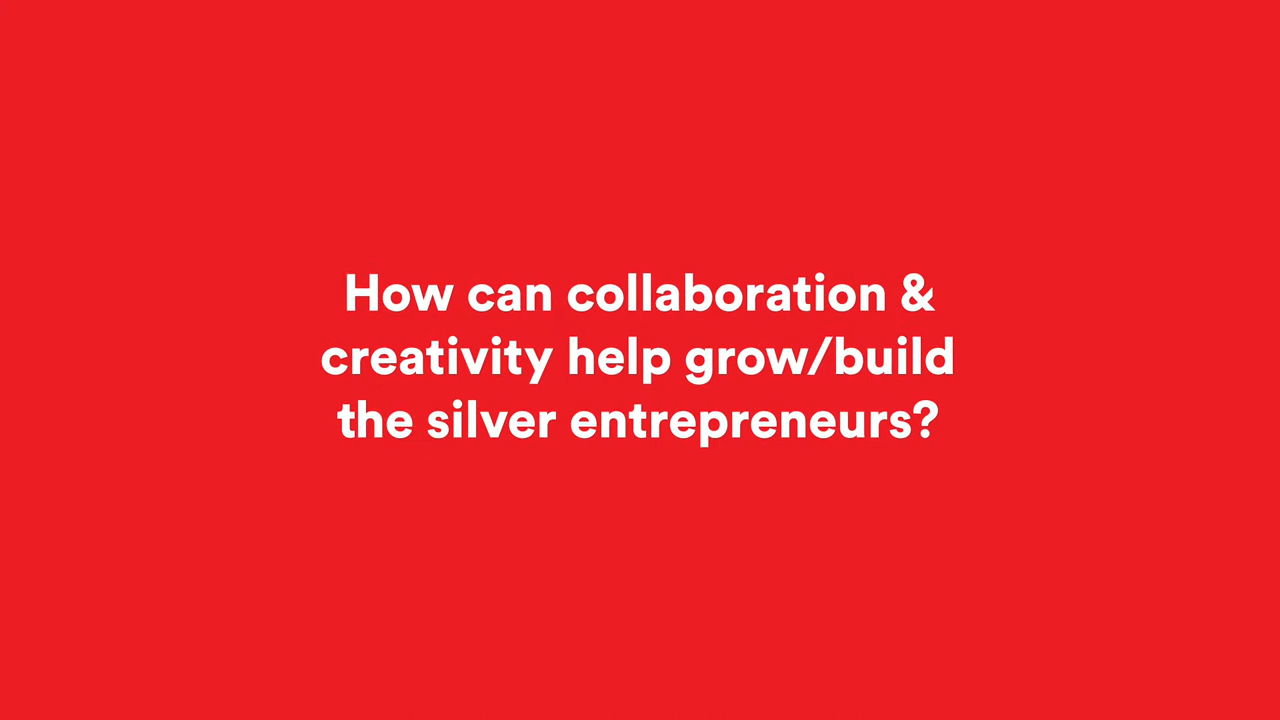 How can collaboration &
creativity help grow/build
the silver entrepreneurs?